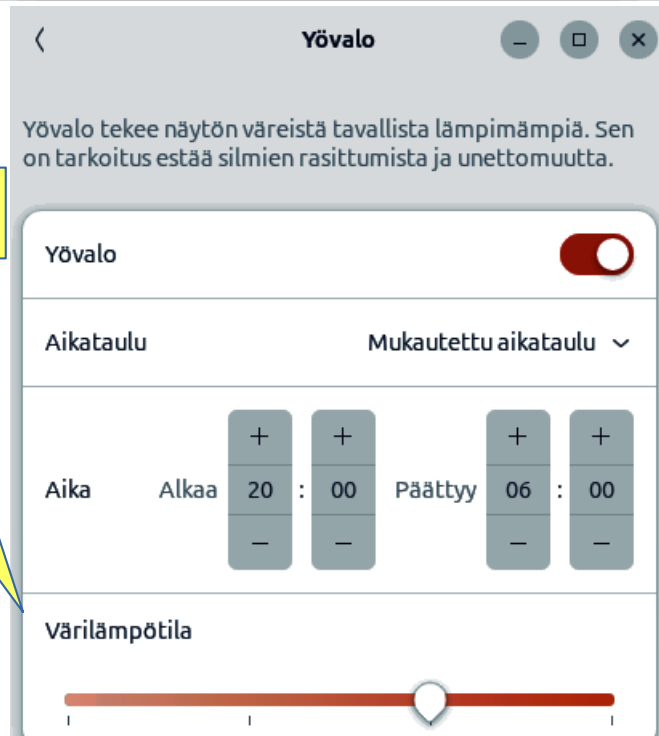 Yövalo
Yövalo tekee näytön väreistä tavallista lämpimämpiä. Sen
on tarkoitus estää silmien rasittumista ja unettomuutta.
Yövalo
Aikataulu Mukautettu aikataulu
+ + + +
Aika Alkaa 20 : 00 Päättyy 06 : 00
− − − −
Värilämpötila